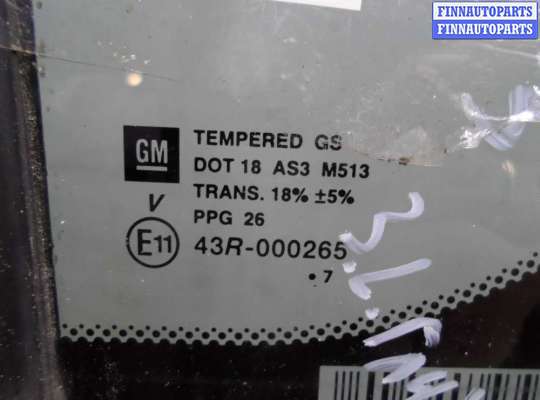 FINNAUTOPARTS
FINNAUTOPARTS
GM
TEMPERED GS
DOT 18 AS3 M513
TRANS. 18% ±5%
V
PPG 26
E11
43R-000265
• 7